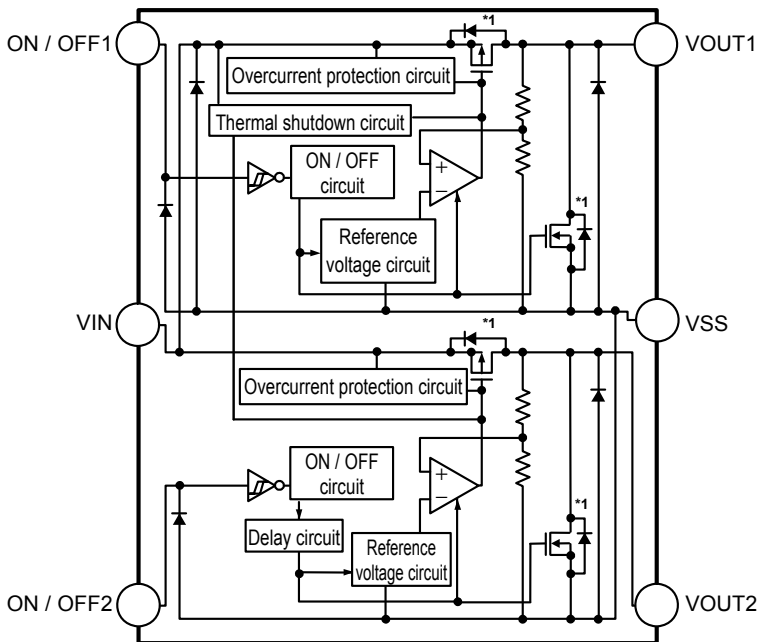 *1
ON / OFF1
VOUT1
Overcurrent protection circuit
Thermal shutdown circuit
ON / OFF
circuit
+
−
*1
Reference
voltage circuit
VIN
VSS
*1
Overcurrent protection circuit
ON / OFF
circuit
+
−
*1
Delay circuit
Reference
voltage circuit
ON / OFF2
VOUT2